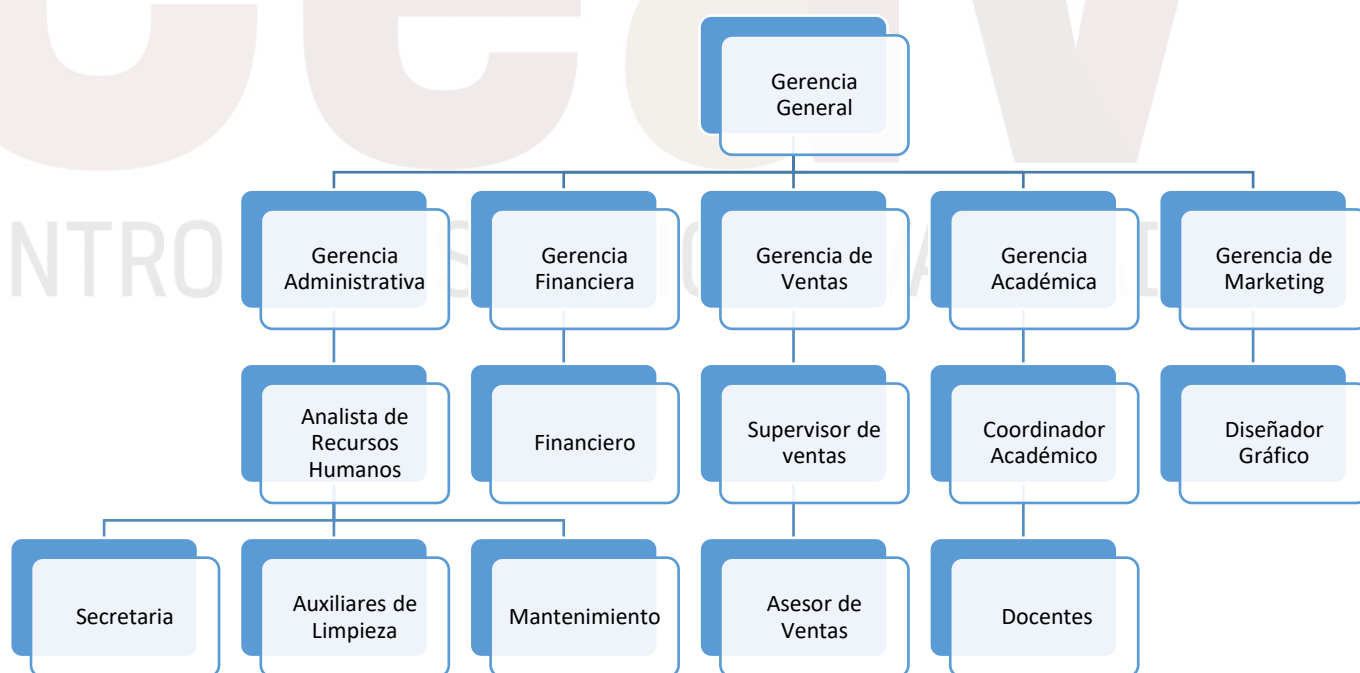 Gerencia
General
Gerencia
Administrativa
Gerencia
Financiera
Gerencia de
Ventas
Gerencia
Académica
Gerencia de
Marketing
Analista de
Recursos
Humanos
Financiero
Supervisor de
ventas
Coordinador
Académico
Diseñador
Gráfico
Secretaria
Auxiliares de
Limpieza
Mantenimiento
Asesor de
Ventas
Docentes